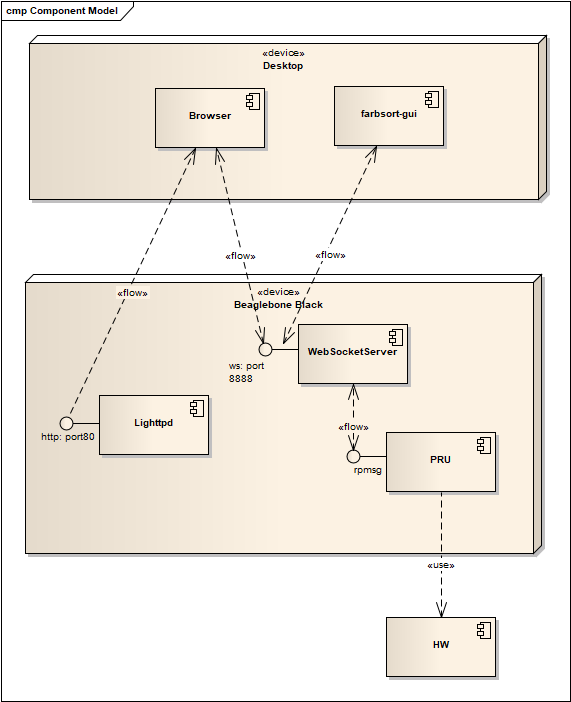 cmp Component Model
«device»
Desktop
Browser
farbsort-gui
«flow»
«flow»
«flow»
«device»
Beaglebone Black
WebSocketServer
ws: port
8888
Lighttpd
http: port80
«flow»
PRU
rpmsg
«use»
HW